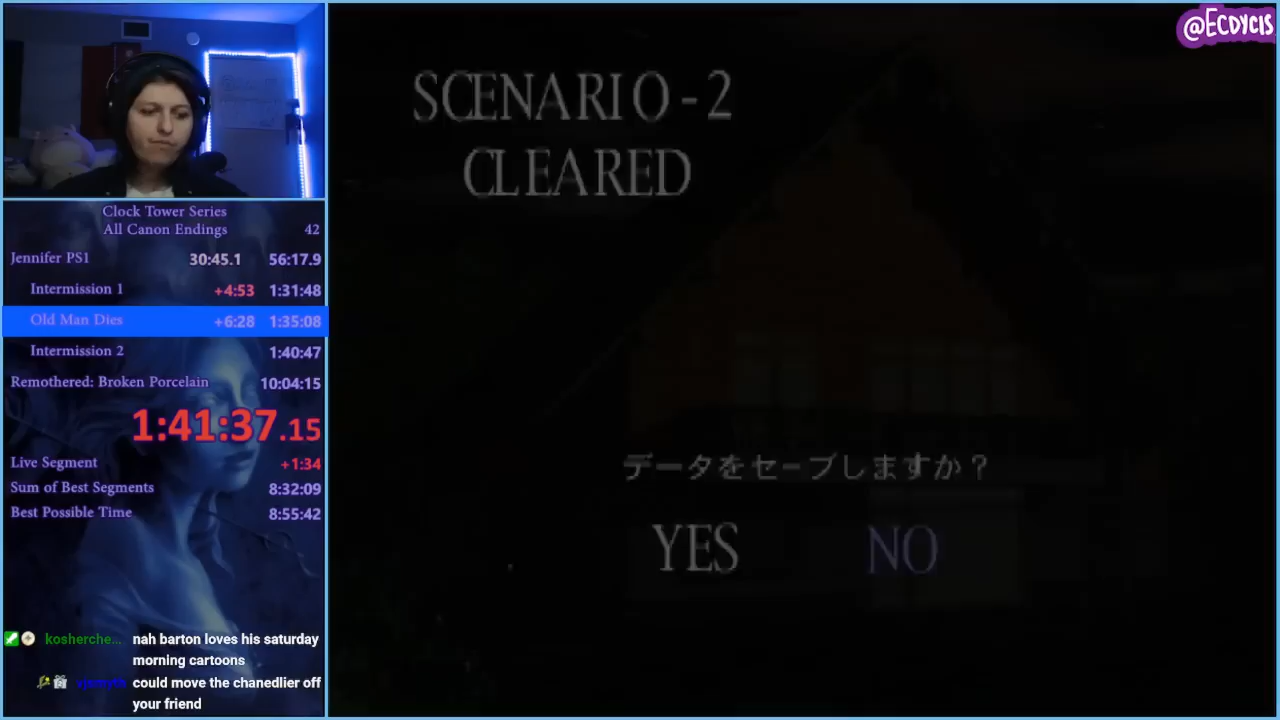 @ECDYCIS
SCENARIO-2
CLEARED
データをセーブしますか？
YES NO
Clock Tower Series
All Canon Endings 42
Jennifer PS1 30:45.1 56:17.9
Intermission 1 +4:53 1:31:48
Old Man Dies +6:28 1:35:08
Intermission 2 1:40:47
Remothered: Broken Porcelain 10:04:15
1:41:37.15
Live Segment +1:34
Sum of Best Segments 8:32:09
Best Possible Time 8:55:42
kosherche... nah barton loves his saturday
morning cartoons
could move the chanedlier off
your friend